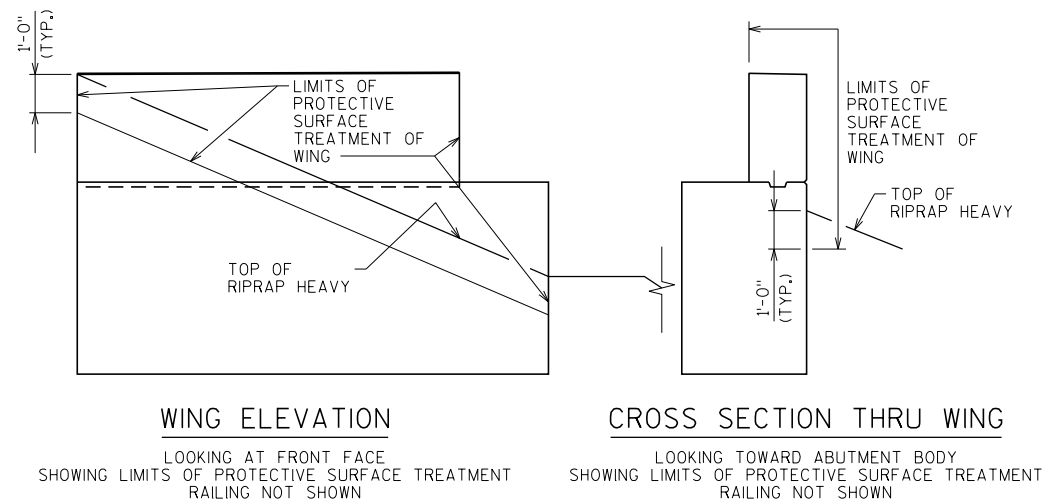 1'-0"
(TYP.)
LIMITS OF
PROTECTIVE
SURFACE
TREATMENT OF
WING
TOP OF
RIPRAP HEAVY
WING ELEVATION
LOOKING AT FRONT FACE
SHOWING LIMITS OF PROTECTIVE SURFACE TREATMENT
RAILING NOT SHOWN
LIMITS OF
PROTECTIVE
SURFACE
TREATMENT OF
WING
TOP OF
RIPRAP HEAVY
1'-0"
(TYP.)
CROSS SECTION THRU WING
LOOKING TOWARD ABUTMENT BODY
SHOWING LIMITS OF PROTECTIVE SURFACE TREATMENT
RAILING NOT SHOWN